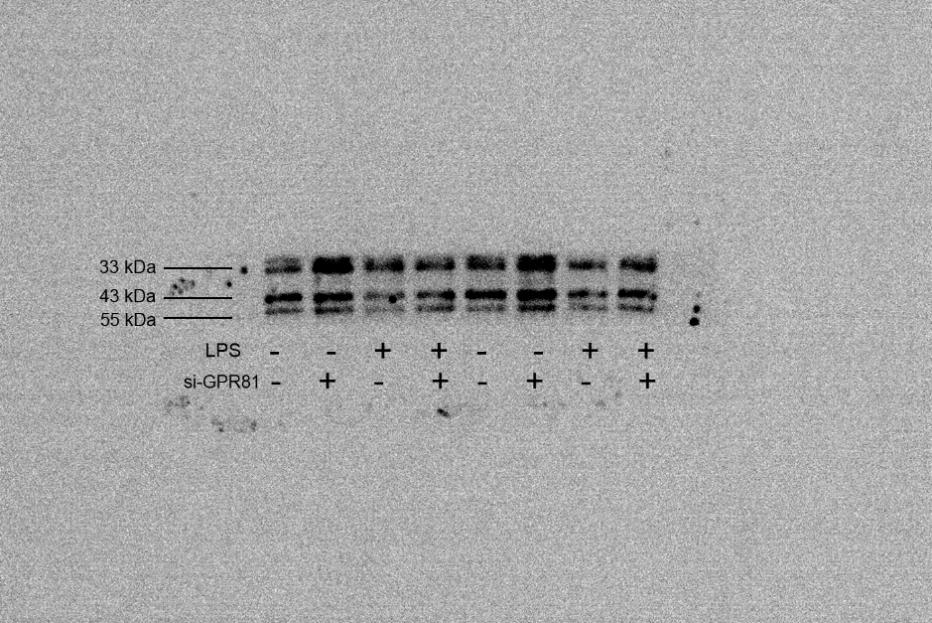 33 kDa
43 kDa
55 kDa
LPS - - + + - - + +
si-GPR81 - + - + - + - +